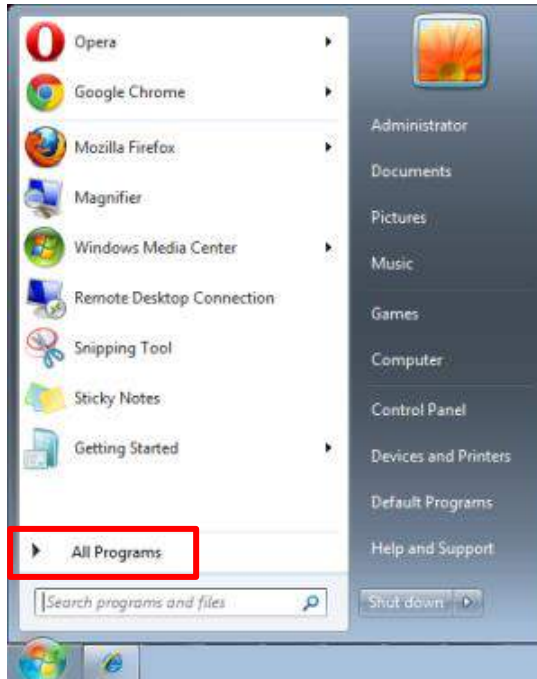 Opera
Google Chrome
Mozilla Firefox
Magnifier
Windows Media Center
Remote Desktop Connection
Snipping Tool
Sticky Notes
Getting Started
All Programs
Search programs and files
Administrator
Documents
Pictures
Music
Games
Computer
Control Panel
Devices and Printers
Default Programs
Help and Support
Shut down